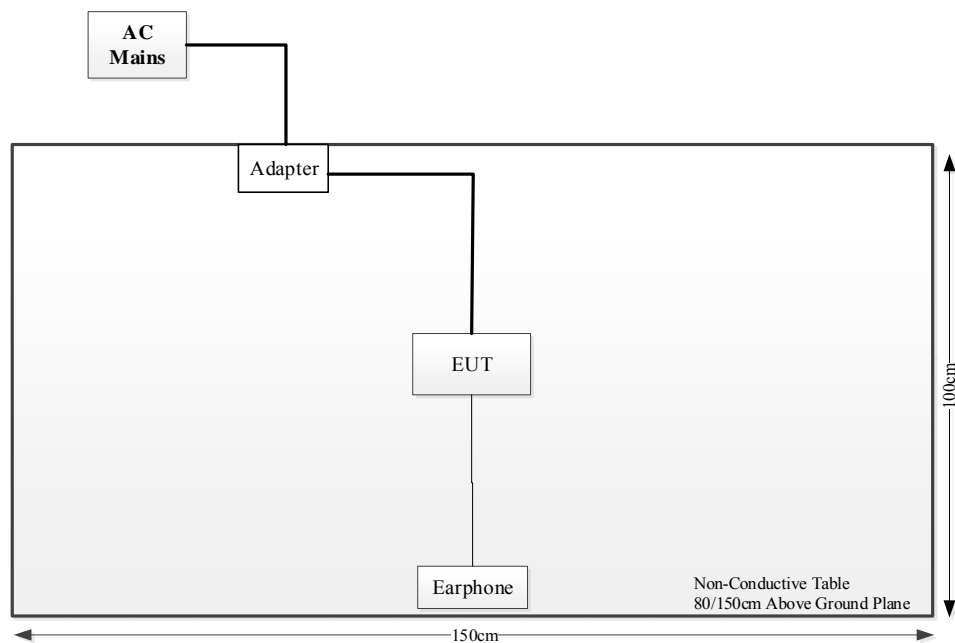 AC
Mains
Adapter
EUT
100cm
Earphone
Non-Conductive Table
80/150cm Above Ground Plane
150cm